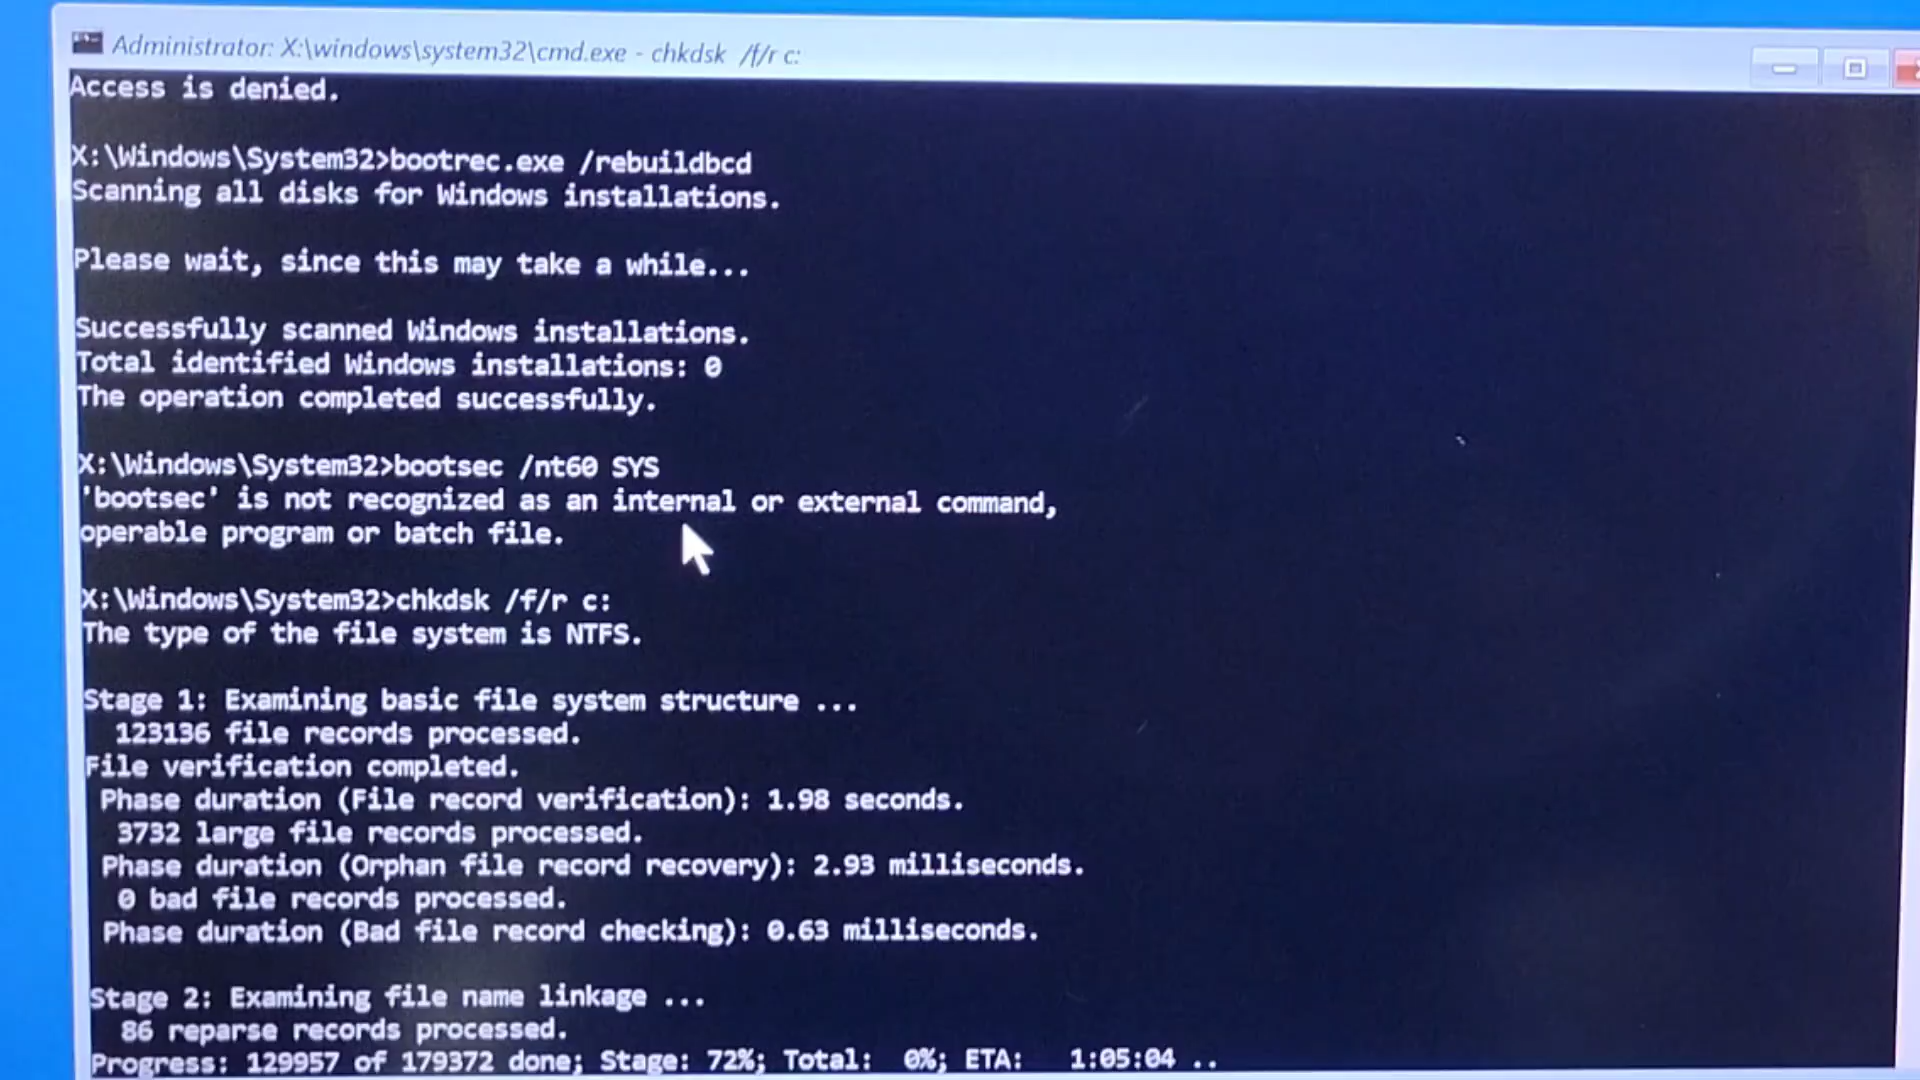 Administrator: X:\windows\system32\cmd.exe - chkdsk /f/r c:
Access is denied.
X:\Windows\System32>bootrec.exe /rebuildbcd
Scanning all disks for Windows installations.
Please wait, since this may take a while...
Successfully scanned Windows installations.
Total identified Windows installations: 0
The operation completed successfully.
X:\Windows\System32>bootsec /nt60 SYS
'bootsec' is not recognized as an internal or external command,
operable program or batch file.
X:\Windows\System32>chkdsk /f/r c:
The type of the file system is NTFS.
Stage 1: Examining basic file system structure ...
123136 file records processed.
File verification completed.
Phase duration (File record verification): 1.98 seconds.
3732 large file records processed.
Phase duration (Orphan file record recovery): 2.93 milliseconds.
0 bad file records processed.
Phase duration (Bad file record checking): 0.63 milliseconds.
Stage 2: Examining file name linkage ...
86 reparse records processed.
Progress: 129957 of 179372 done; Stage: 72%; Total: 0%; ETA: 1:05:04 ..